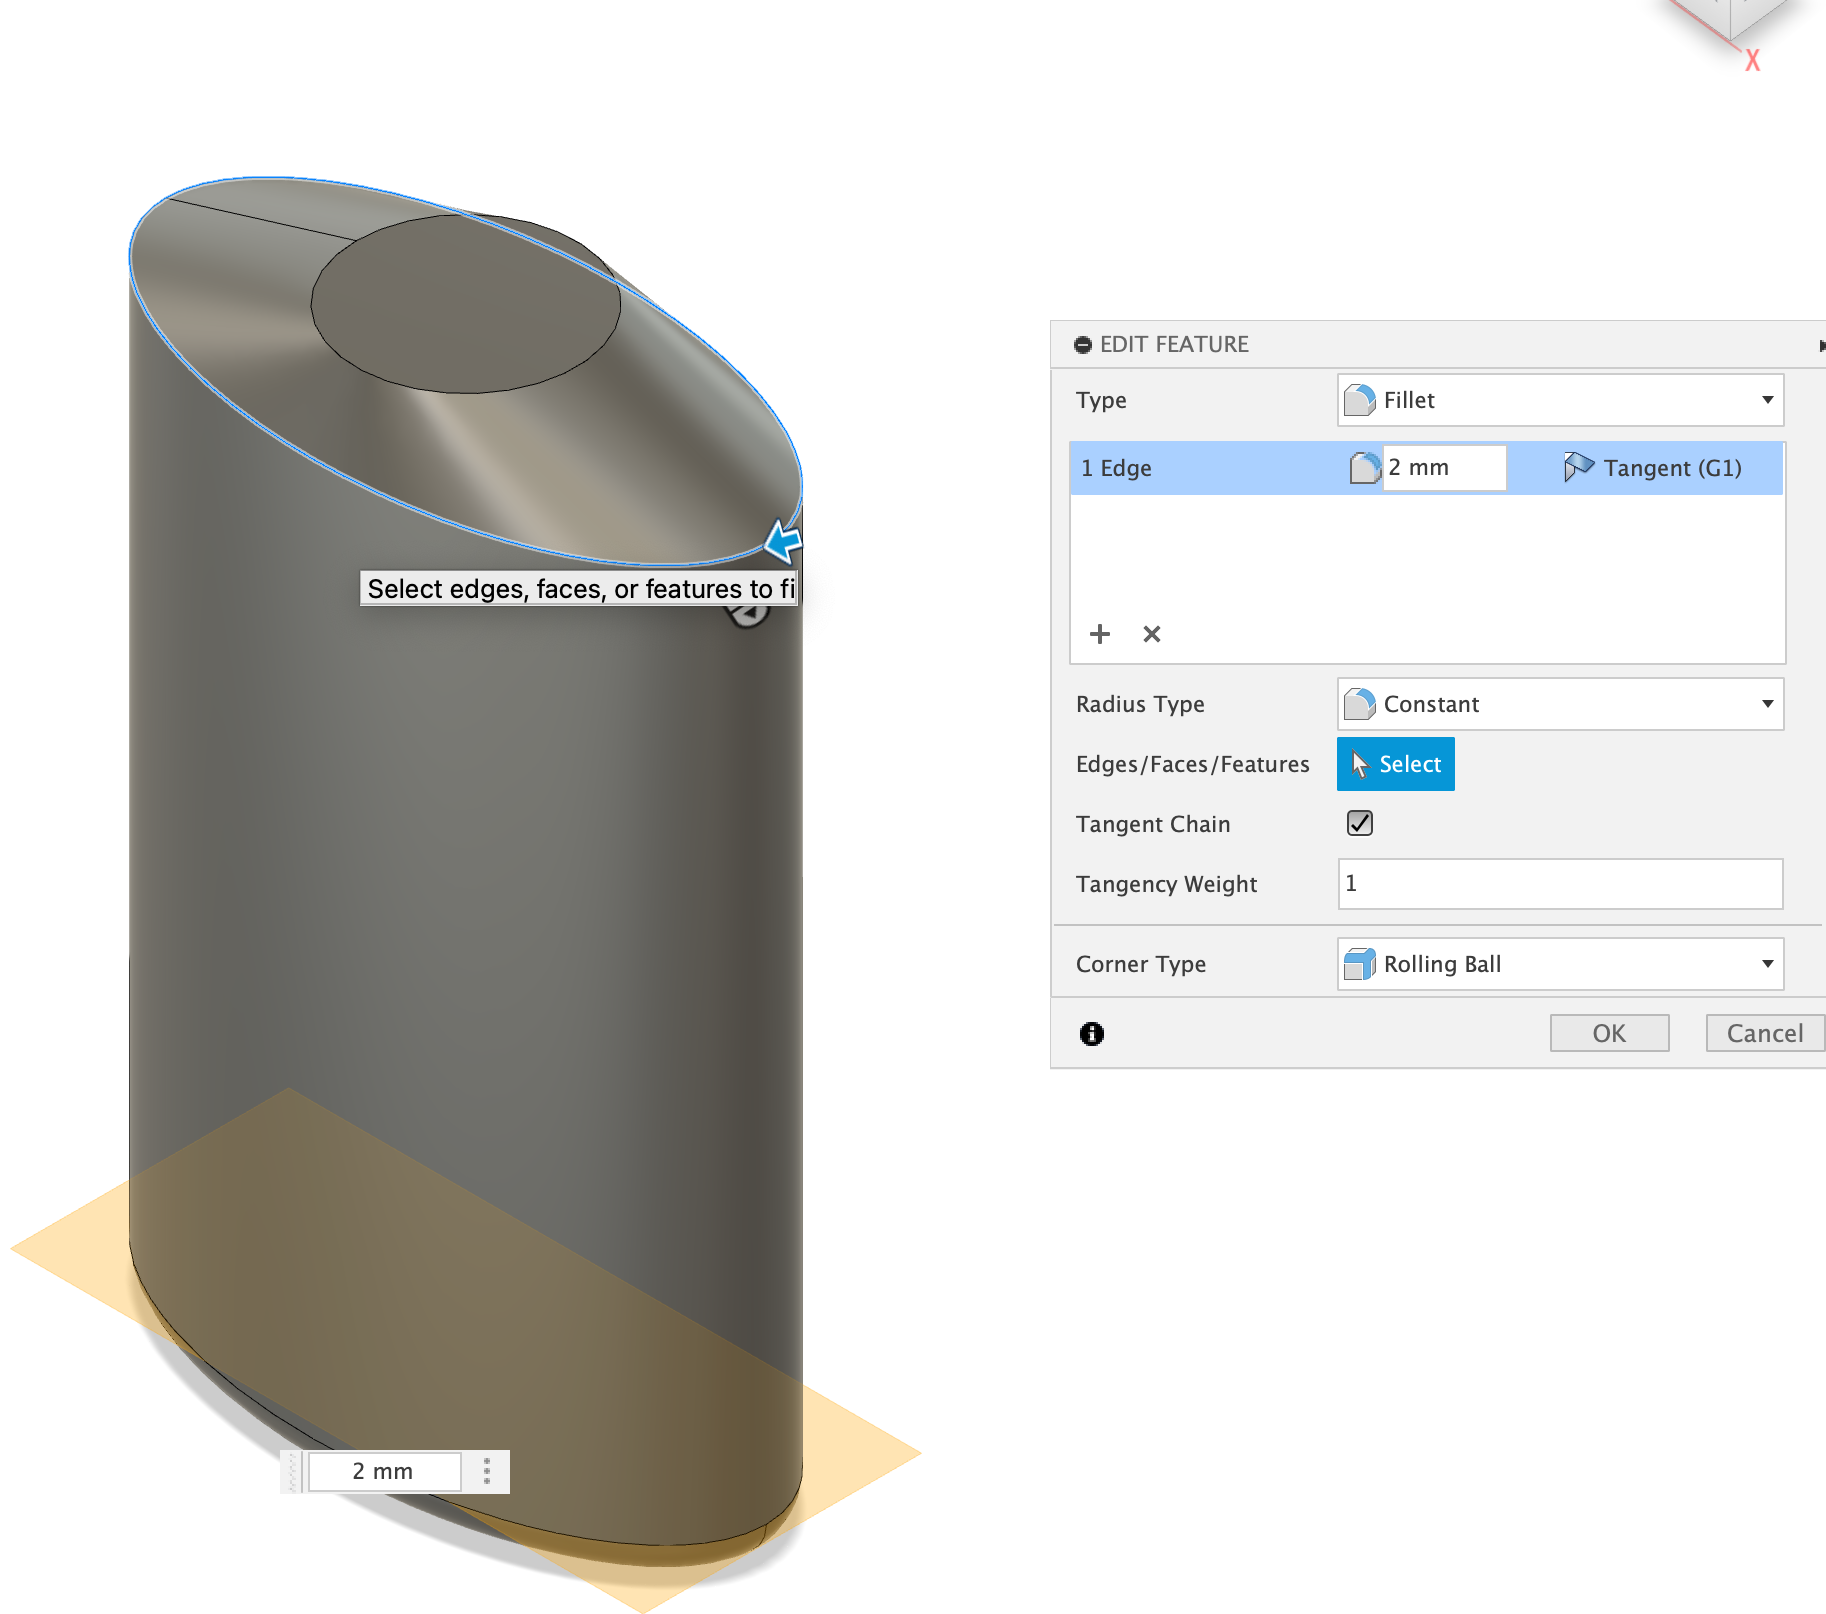 X
EDIT FEATURE
Type Fillet
1 Edge 2 mm Tangent (G1)
Select edges, faces, or features to fi
Radius Type Constant
Edges/Faces/Features Select
Tangent Chain
Tangency Weight 1
Corner Type Rolling Ball
OK Cancel
2 mm